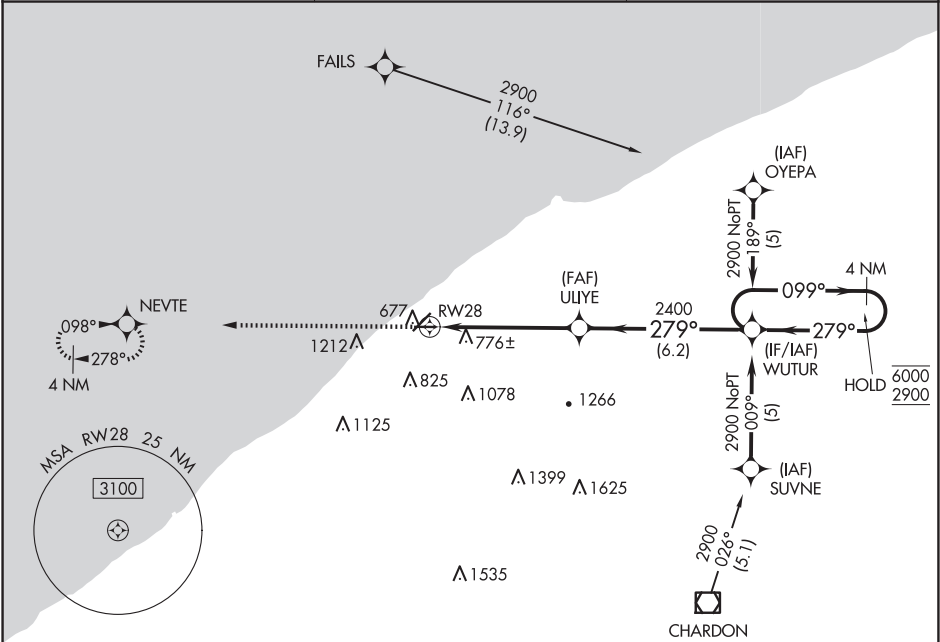 FAILS
2900
116°
(13.9)
(IAF)
OYEPA
2900 NoPT
189°
(5)
4 NM
099°
279°
HOLD
6000
2900
(FAF)
ULIYE
2400
279°
(6.2)
(IF/IAF)
WUTUR
RW28
677
776±
1212
825
1078
1266
1125
1399
1625
1535
NEVTE
098°
278°
4 NM
MSA RW28 25 NM
3100
2900 NoPT
009°
(5)
(IAF)
SUVNE
2900
026°
(5.1)
CHARDON